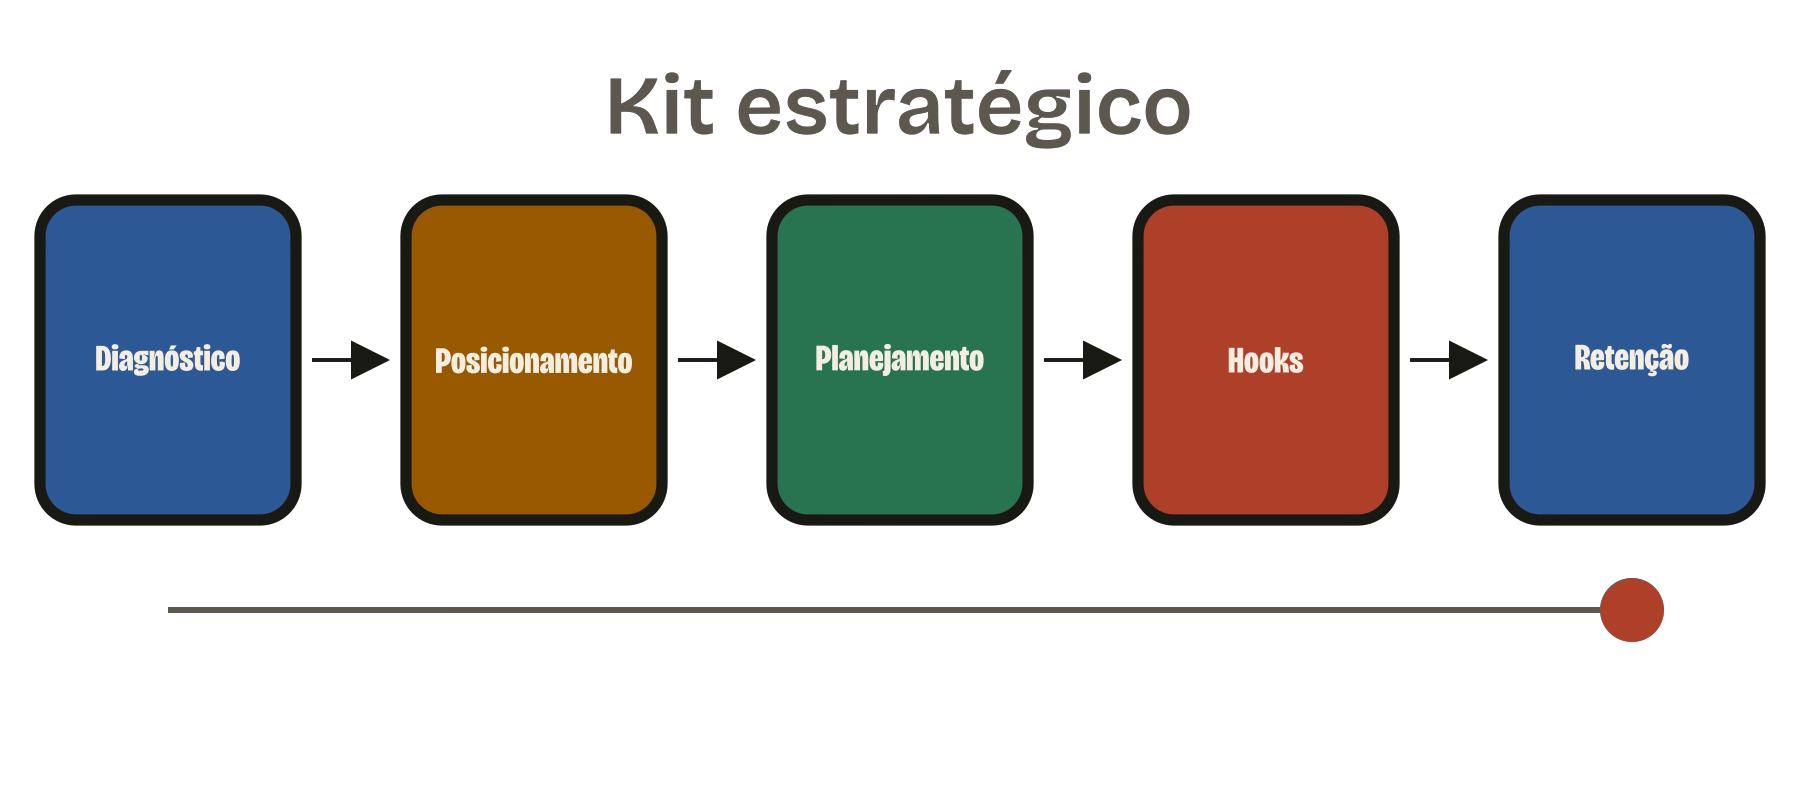 Kit estratégico
Diagnóstico
Posicionamento
Planejamento
Hooks
Retenção